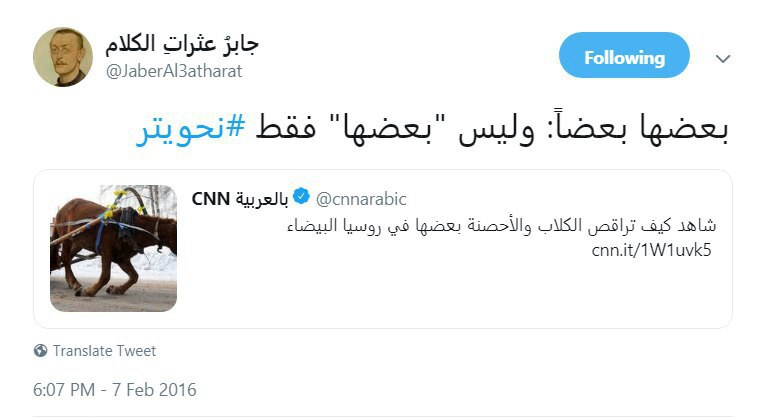 جابرُ عثراتِ الكلام
@JaberAl3atharat
Following
بعضها بعضاً: وليس "بعضها" فقط #نحويتر
CNN بالعربية @cnnarabic
شاهد كيف تراقص الكلاب والأحصنة بعضها في روسيا البيضاء
cnn.it/1W1uvk5
Translate Tweet
6:07 PM - 7 Feb 2016